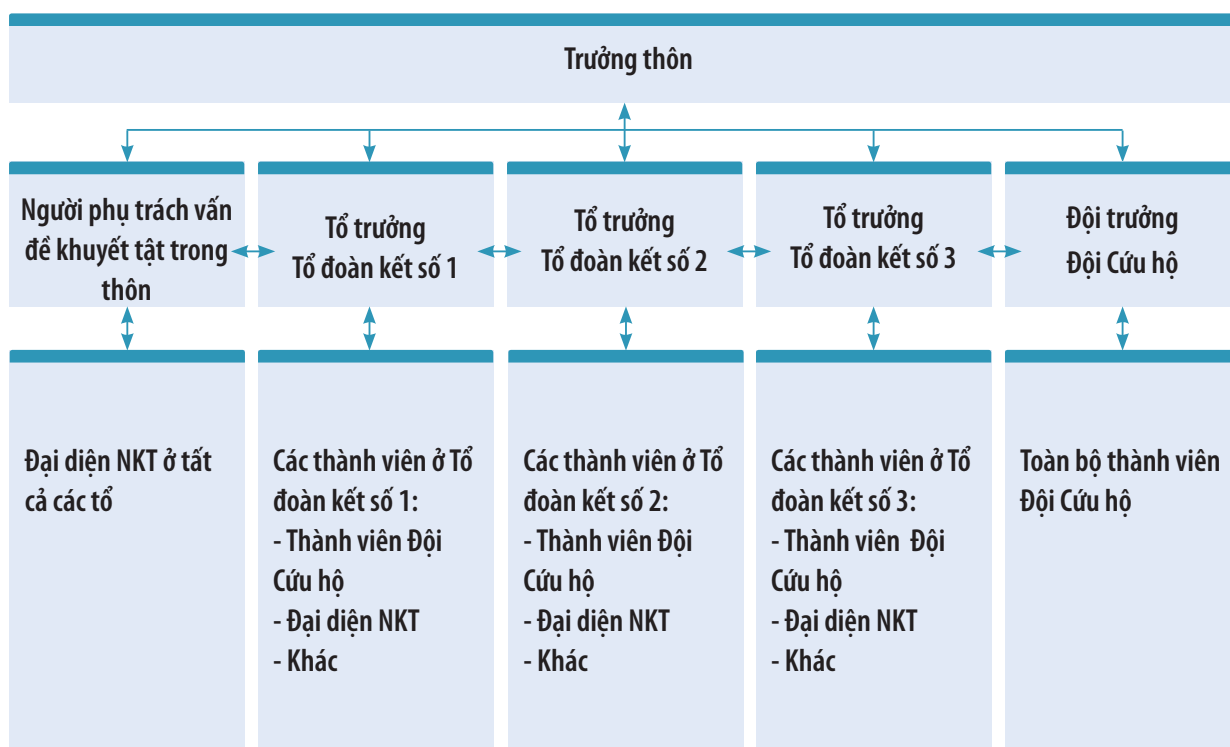 Trưởng thôn
Người phụ trách vấn
đề khuyết tật trong
thôn
Tổ trưởng
Tổ đoàn kết số 1
Tổ trưởng
Tổ đoàn kết số 2
Tổ trưởng
Tổ đoàn kết số 3
Đội trưởng
Đội Cứu hộ
Đại diện NKT ở tất
cả các tổ
Các thành viên ở Tổ
đoàn kết số 1:
- Thành viên Đội
Cứu hộ
- Đại diện NKT
- Khác
Các thành viên ở Tổ
đoàn kết số 2:
- Thành viên Đội
Cứu hộ
- Đại diện NKT
- Khác
Các thành viên ở Tổ
đoàn kết số 3:
- Thành viên Đội
Cứu hộ
- Đại diện NKT
- Khác
Toàn bộ thành viên
Đội Cứu hộ